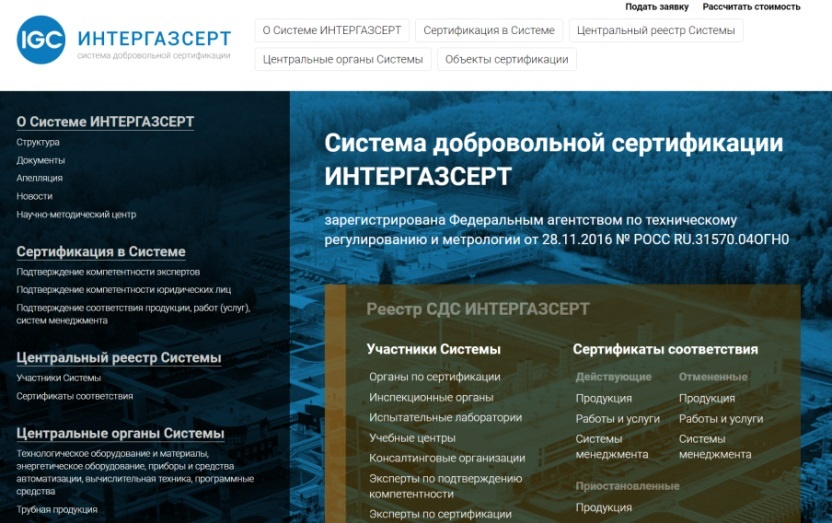 Подать заявку Рассчитать стоимость
IGC ИНТЕРГАЗСЕРТ
система добровольной сертификации
О Системе ИНТЕРГАЗСЕРТ Сертификация в Системе Центральный реестр Системы
Центральные органы Системы Объекты сертификации
О Системе ИНТЕРГАЗСЕРТ
Структура
Документы
Апелляция
Новости
Научно-методический центр
Сертификация в Системе
Подтверждение компетентности экспертов
Подтверждение компетентности юридических лиц
Подтверждение соответствия продукции, работ (услуг),
систем менеджмента
Центральный реестр Системы
Участники Системы
Сертификаты соответствия
Центральные органы Системы
Технологическое оборудование и материалы,
энергетическое оборудование, приборы и средства
автоматизации, вычислительная техника, программные
средства
Трубная продукция
Система добровольной сертификации
ИНТЕРГАЗСЕРТ
зарегистрирована Федеральным агентством по техническому
регулированию и метрологии от 28.11.2016 № РОСС RU.31570.04ОГН0
Реестр СДС ИНТЕРГАЗСЕРТ
Участники Системы
Органы по сертификации
Инспекционные органы
Испытательные лаборатории
Учебные центры
Консалтинговые организации
Эксперты по подтверждению
компетентности
Эксперты по сертификации
Сертификаты соответствия
Действующие
Продукция
Работы и услуги
Системы
менеджмента
Отмененные
Продукция
Работы и услуги
Системы
менеджмента
Приостановленные
Продукция